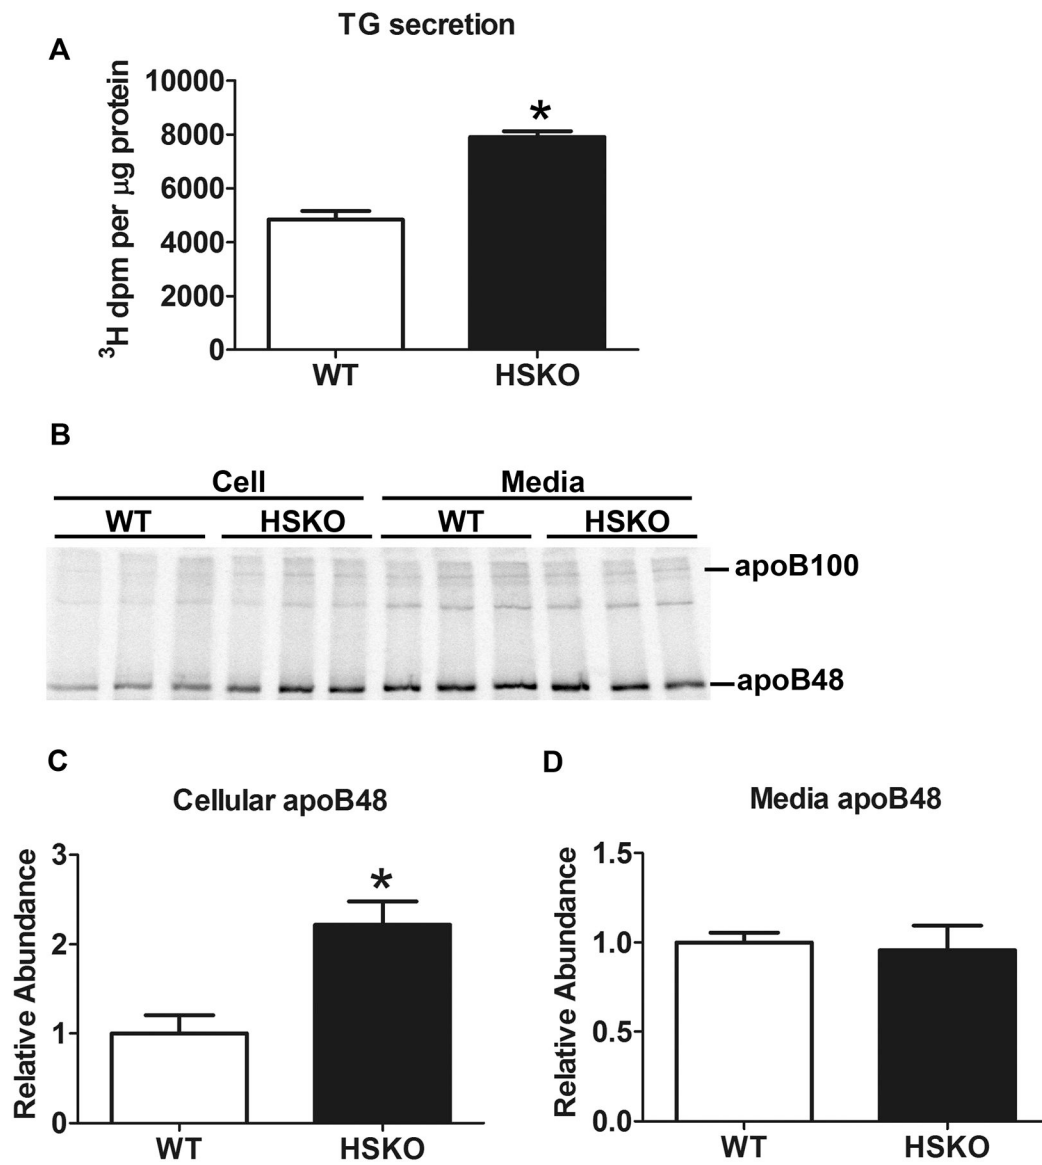 A
TG secretion
³H dpm per μg protein
10000
8000
6000
4000
2000
0
*
WT
HSKO
B
Cell
Media
WT
HSKO
WT
HSKO
apoB100
apoB48
C
Cellular apoB48
Relative Abundance
3
2
1
0
*
WT
HSKO
D
Media apoB48
Relative Abundance
1.5
1.0
0.5
0.0
WT
HSKO